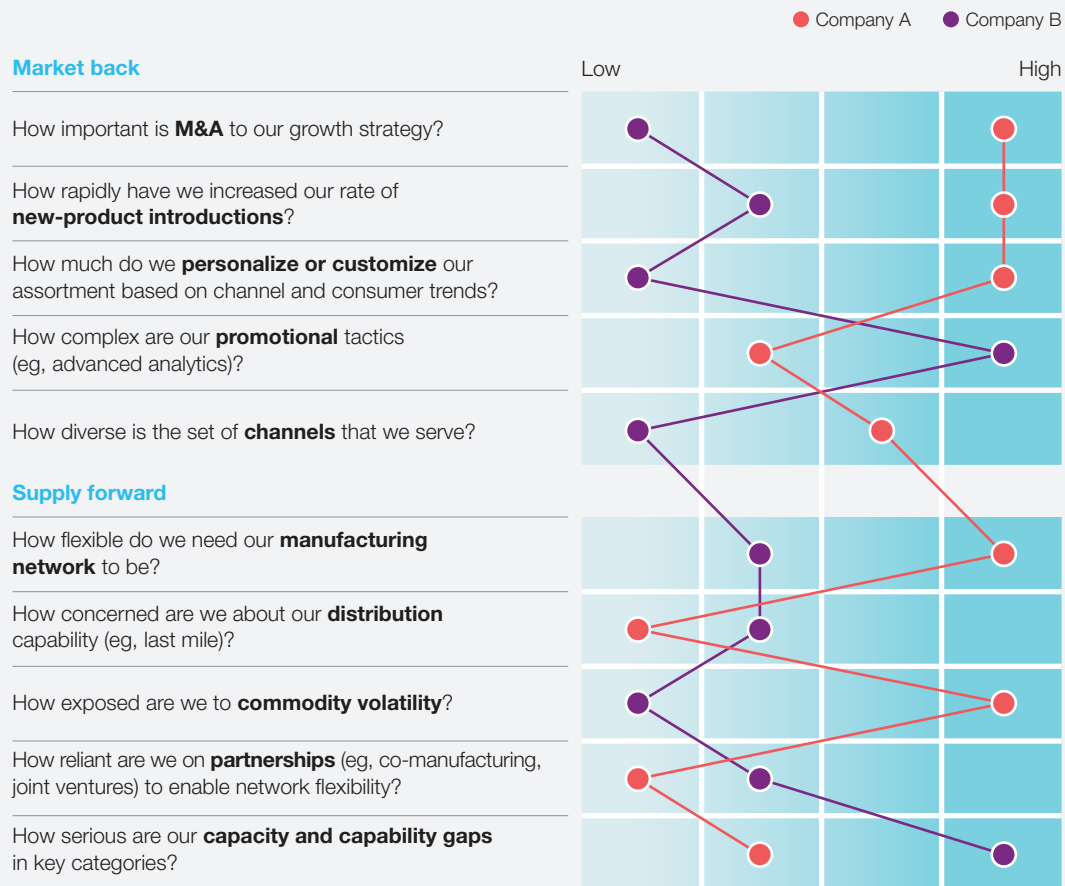 Company A Company B
Market back
Low High
How important is M&A to our growth strategy?
How rapidly have we increased our rate of
new-product introductions?
How much do we personalize or customize our
assortment based on channel and consumer trends?
How complex are our promotional tactics
(eg, advanced analytics)?
How diverse is the set of channels that we serve?
Supply forward
How flexible do we need our manufacturing
network to be?
How concerned are we about our distribution
capability (eg, last mile)?
How exposed are we to commodity volatility?
How reliant are we on partnerships (eg, co-manufacturing,
joint ventures) to enable network flexibility?
How serious are our capacity and capability gaps
in key categories?